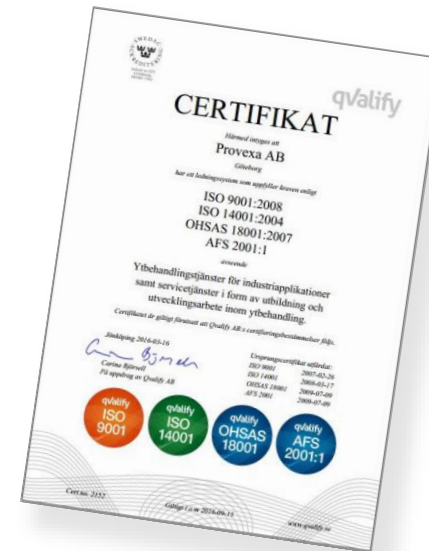 SWEDAC
ACKREDITERING
qvalify
CERTIFIKAT
Härmed intygas att
Provexa AB
Göteborg
har ett ledningssystem som uppfyller kraven enligt
ISO 9001:2008
ISO 14001:2004
OHSAS 18001:2007
AFS 2001:1
avseende
Ytbehandlingstjänster för industriapplikationer
samt servicetjänster i form av utbildning och
utvecklingsarbete inom ytbehandling.
Certifikatet är giltigt förutsatt att Qvalify AB:s certifieringsbestämmelser följs.
Jönköping 2016-03-16
Carina Björsell
På uppdrag av Qvalify AB
Ursprungscertifikat utfärdat:
ISO 9001 2007-02-26
ISO 14001 2008-03-17
OHSAS 18001 2009-07-09
AFS 2001 2009-07-09
qvalify
ISO
9001
qvalify
ISO
14001
qvalify
OHSAS
18001
qvalify
AFS
2001:1
Cert no. 2152
Giltigt t o m 2016-09-15
www.qvalify.se